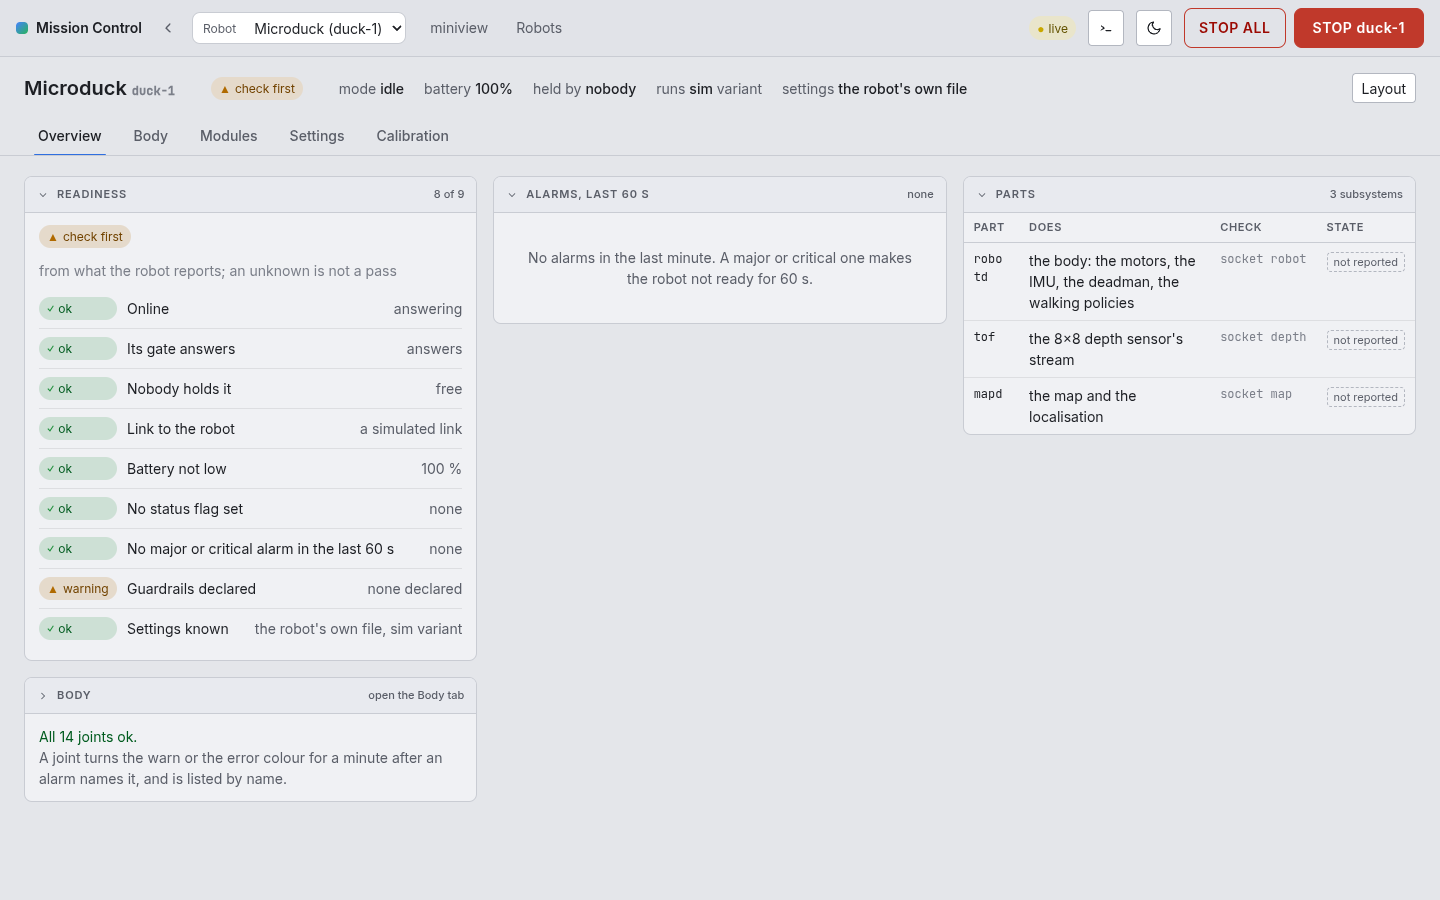 Mission Control
Robot Microduck (duck-1)
miniview
Robots
live
STOP ALL
STOP duck-1
Microduck duck-1
▲ check first
mode idle
battery 100%
held by nobody
runs sim variant
settings the robot's own file
Layout
Overview
Body
Modules
Settings
Calibration
READINESS
8 of 9
▲ check first
from what the robot reports; an unknown is not a pass
✓ ok Online answering
✓ ok Its gate answers answers
✓ ok Nobody holds it free
✓ ok Link to the robot a simulated link
✓ ok Battery not low 100 %
✓ ok No status flag set none
✓ ok No major or critical alarm in the last 60 s none
▲ warning Guardrails declared none declared
✓ ok Settings known the robot's own file, sim variant
BODY
open the Body tab
All 14 joints ok.
A joint turns the warn or the error colour for a minute after an
alarm names it, and is listed by name.
ALARMS, LAST 60 S
none
No alarms in the last minute. A major or critical one makes
the robot not ready for 60 s.
PARTS
3 subsystems
PART DOES CHECK STATE
robo
td
the body: the motors, the
IMU, the deadman, the
walking policies
socket robot
not reported
tof
the 8×8 depth sensor's
stream
socket depth
not reported
mapd
the map and the
localisation
socket map
not reported